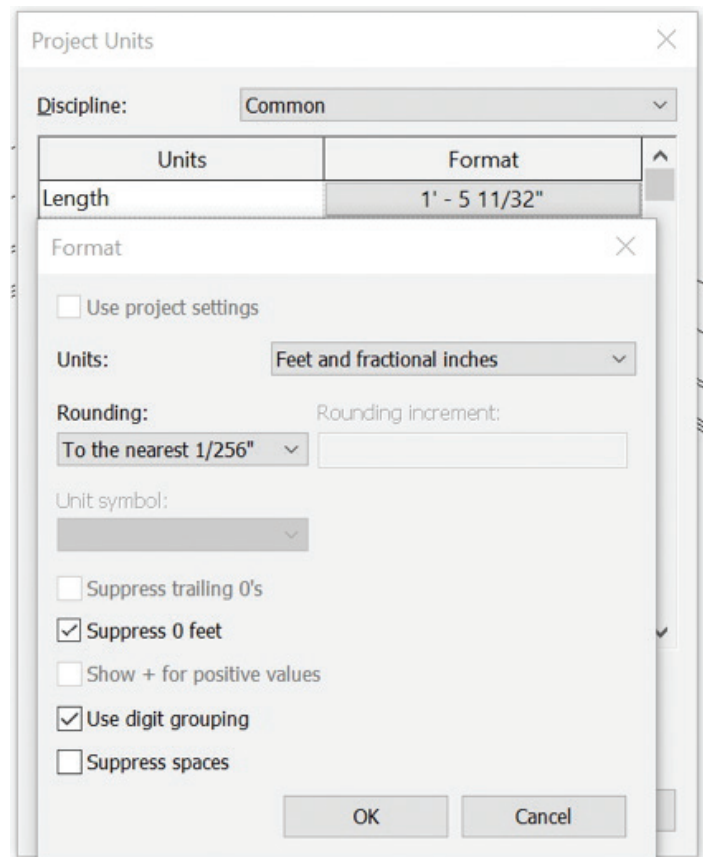 Project Units
Discipline: Common
Units Format
Length 1' - 5 11/32"
Format
Use project settings
Units: Feet and fractional inches
Rounding: Rounding increment:
To the nearest 1/256"
Unit symbol:
Suppress trailing 0's
Suppress 0 feet
Show + for positive values
Use digit grouping
Suppress spaces
OK Cancel